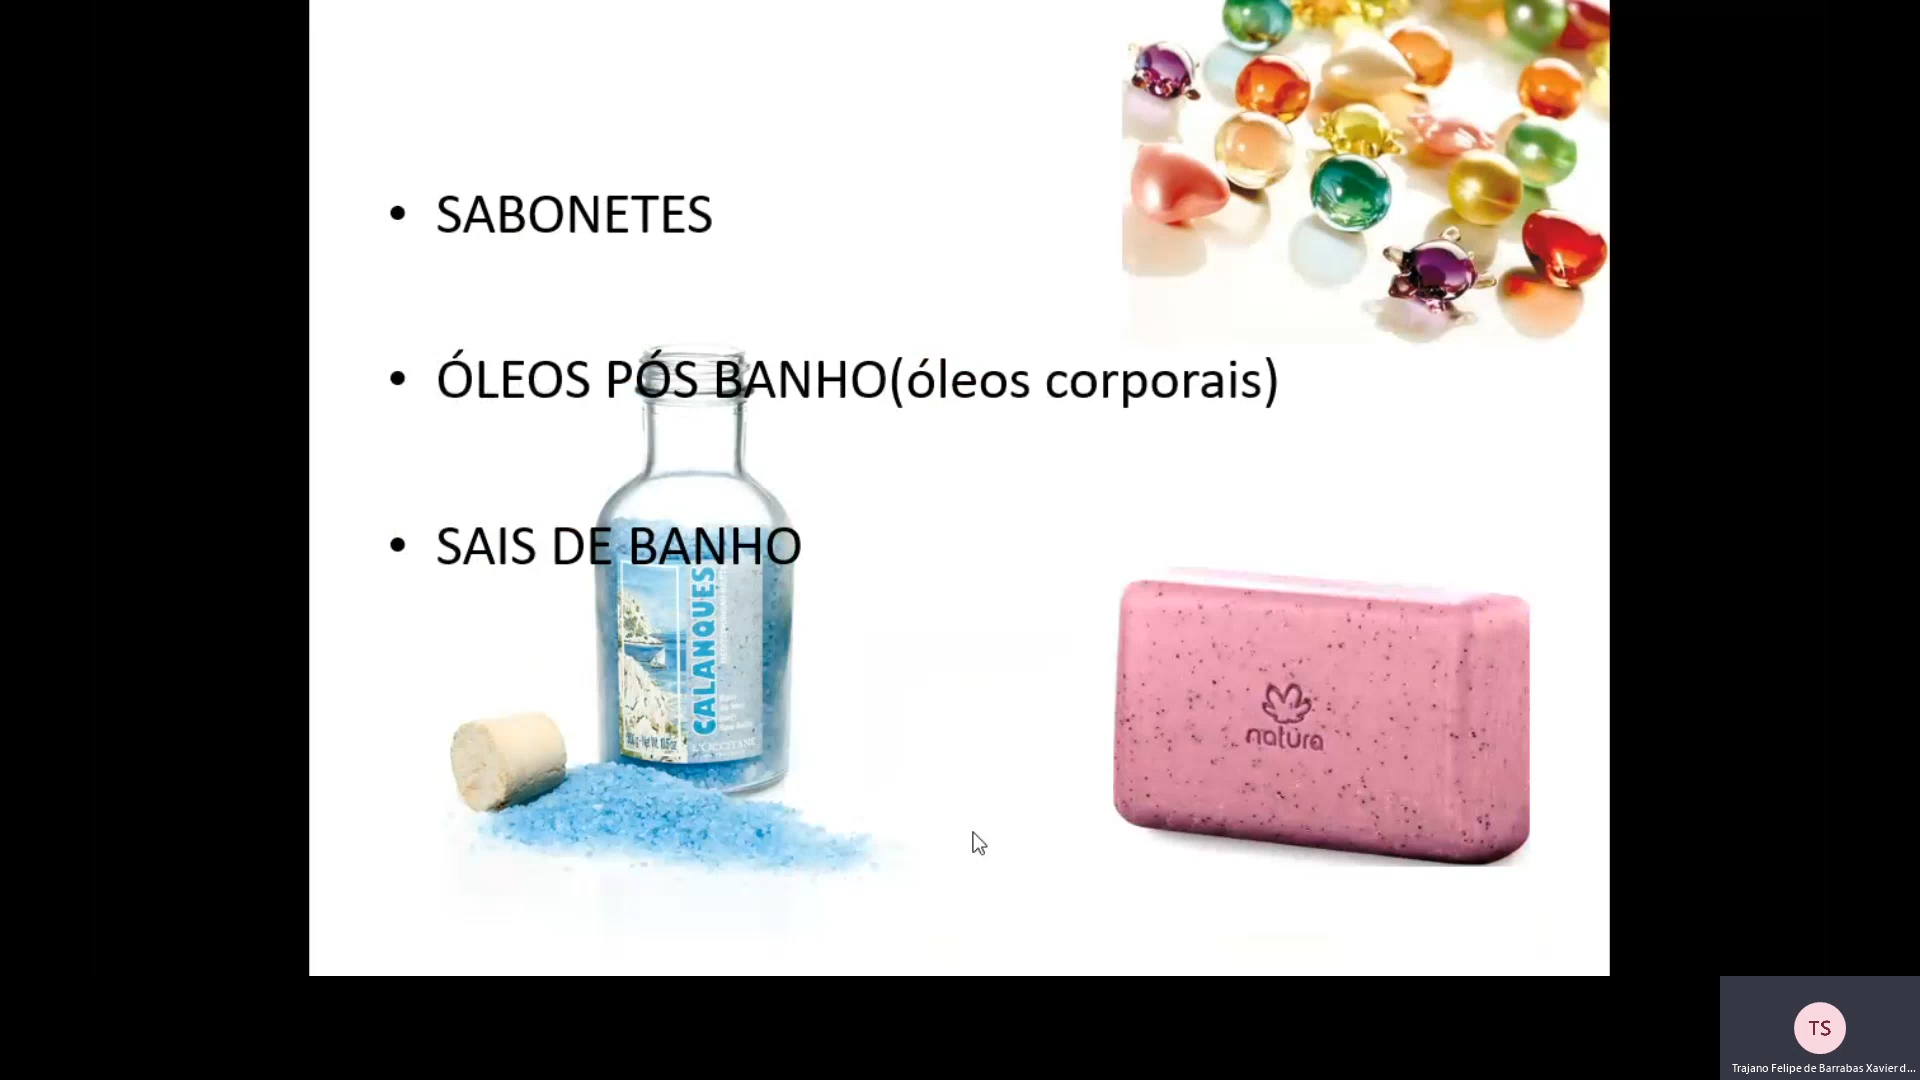 • SABONETES
• ÓLEOS PÓS BANHO(óleos corporais)
• SAIS DE BANHO
CALANQUES
L'OCCITANE
natura
TS
Trajano Felipe de Barrabas Xavier d...